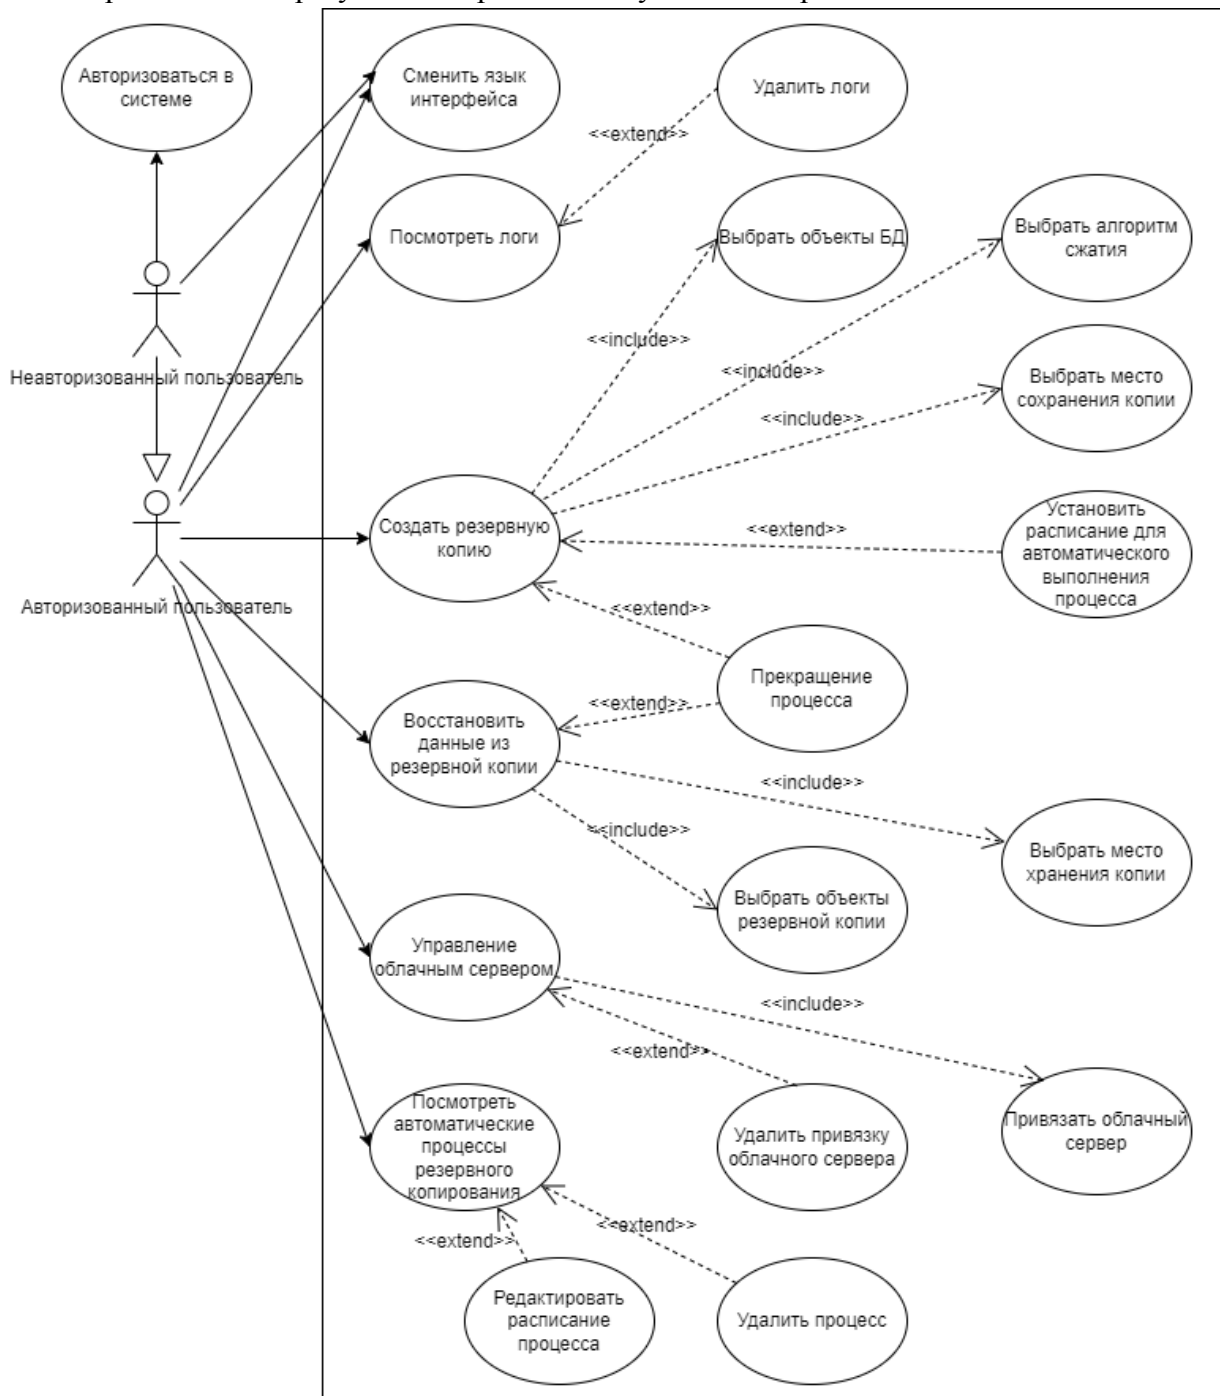 Авторизоваться в
системе
Сменить язык
интерфейса
Удалить логи
<<extend>>
Посмотреть логи
Выбрать объекты БД
Выбрать алгоритм
сжатия
<<include>>
<<include>>
Выбрать место
сохранения копии
<<include>>
Неавторизованный пользователь
Создать резервную
копию
<<extend>>
Установить
расписание для
автоматического
выполнения
процесса
Авторизованный пользователь
<<extend>>
Прекращение
процесса
<<extend>>
Восстановить
данные из
резервной копии
<<include>>
<<include>>
Выбрать место
хранения копии
Выбрать объекты
резервной копии
Управление
облачным сервером
<<include>>
<<extend>>
Посмотреть
автоматические
процессы
резервного
копирования
Удалить привязку
облачного сервера
Привязать облачный
сервер
<<extend>>
<<extend>>
Редактировать
расписание
процесса
Удалить процесс